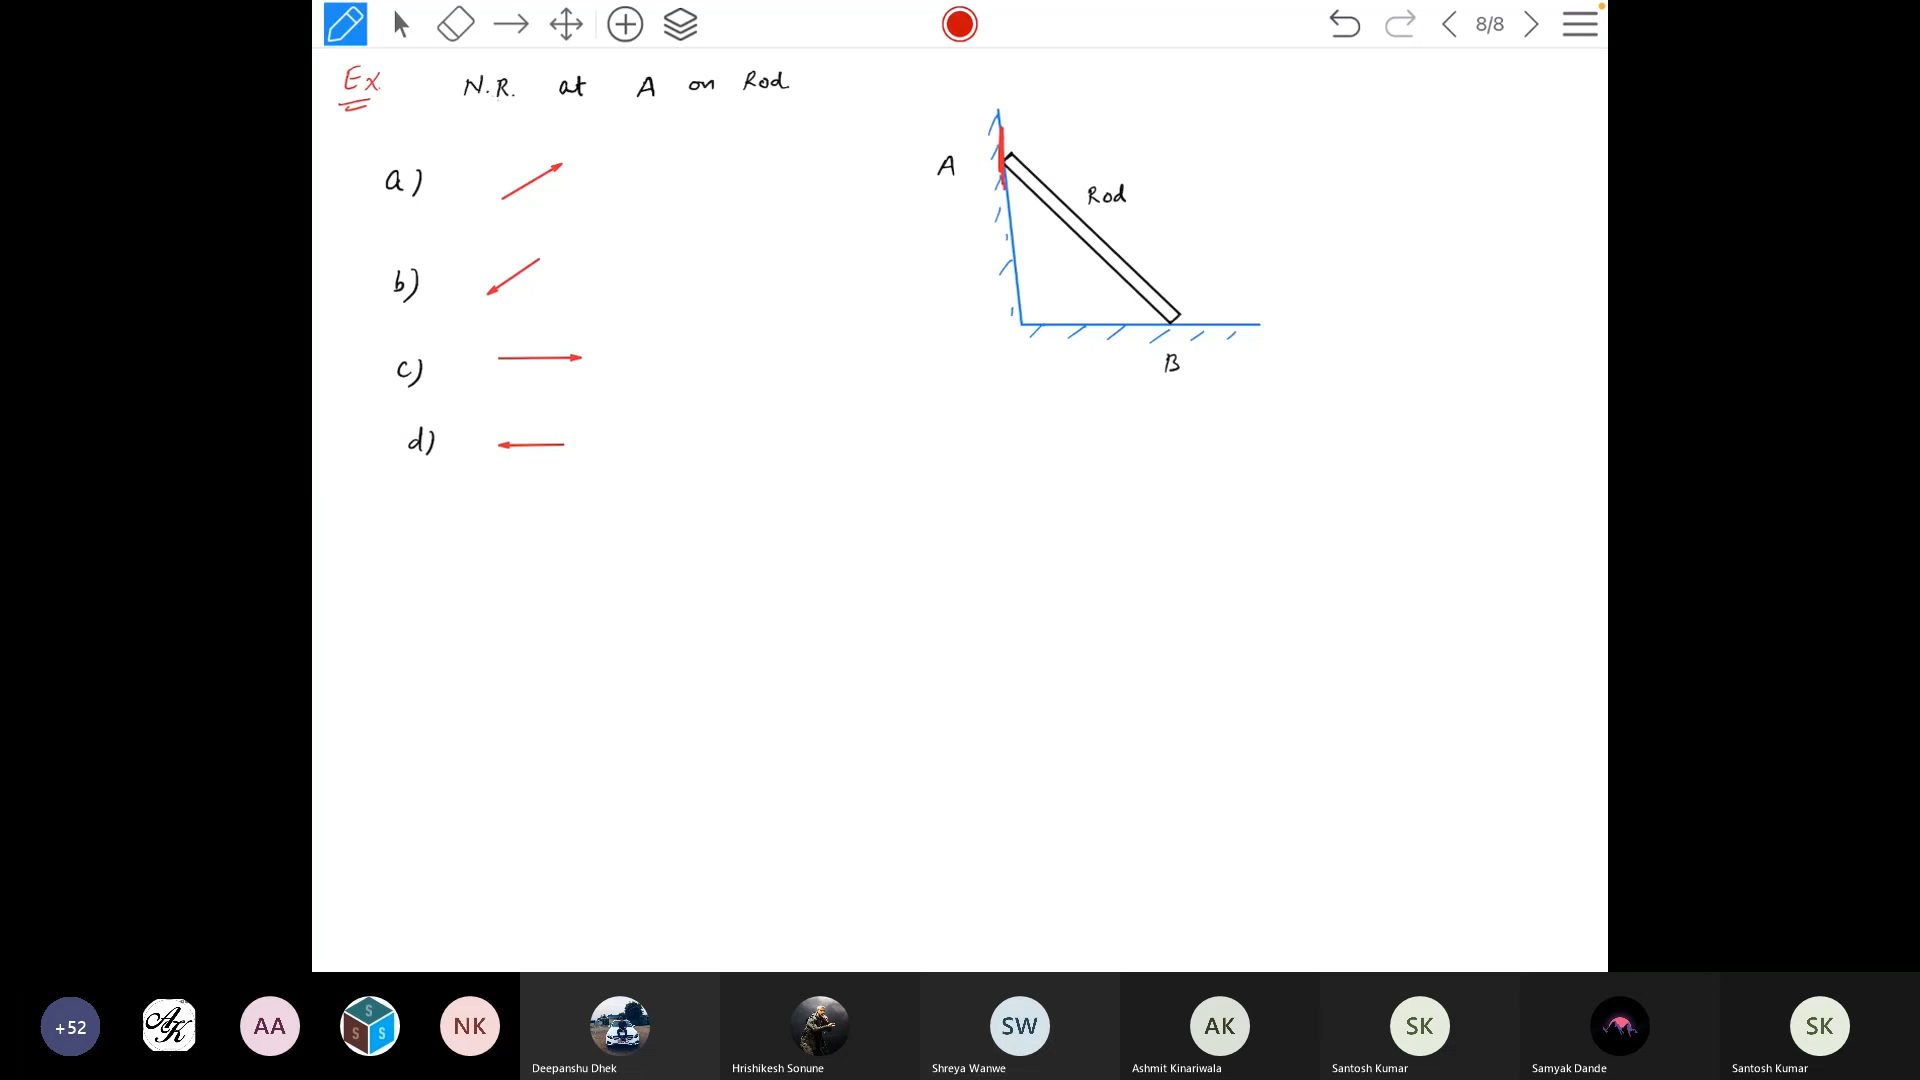 8/8
Ex. N.R. at A on Rod
a)
b)
c)
d)
A
Rod
B
+52
AK
AA
S S S
NK
SW
AK
SK
SK
Deepanshu Dhek
Hrishikesh Sonune
Shreya Wanwe
Ashmit Kinariwala
Santosh Kumar
Samyak Dande
Santosh Kumar